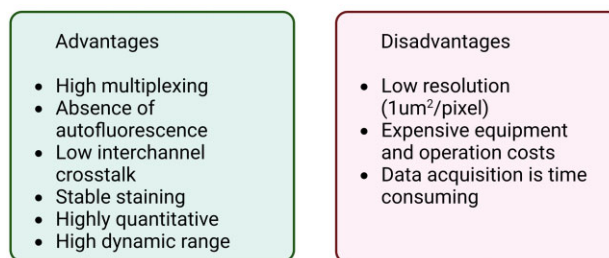 Advantages
• High multiplexing
• Absence of
autofluorescence
• Low interchannel
crosstalk
• Stable staining
• Highly quantitative
• High dynamic range
Disadvantages
• Low resolution
(1um²/pixel)
• Expensive equipment
and operation costs
• Data acquisition is time
consuming